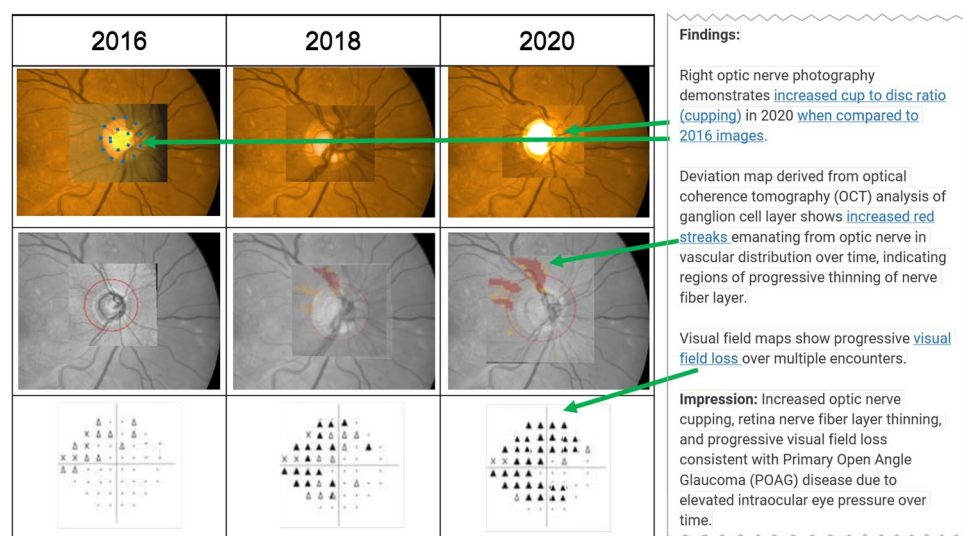 2016
2018
2020
Findings:
Right optic nerve photography
demonstrates increased cup to disc ratio
(cupping) in 2020 when compared to
2016 images.
Deviation map derived from optical
coherence tomography (OCT) analysis of
ganglion cell layer shows increased red
streaks emanating from optic nerve in
vascular distribution over time, indicating
regions of progressive thinning of nerve
fiber layer.
Visual field maps show progressive visual
field loss over multiple encounters.
Impression: Increased optic nerve
cupping, retina nerve fiber layer thinning,
and progressive visual field loss
consistent with Primary Open Angle
Glaucoma (POAG) disease due to
elevated intraocular eye pressure over
time.